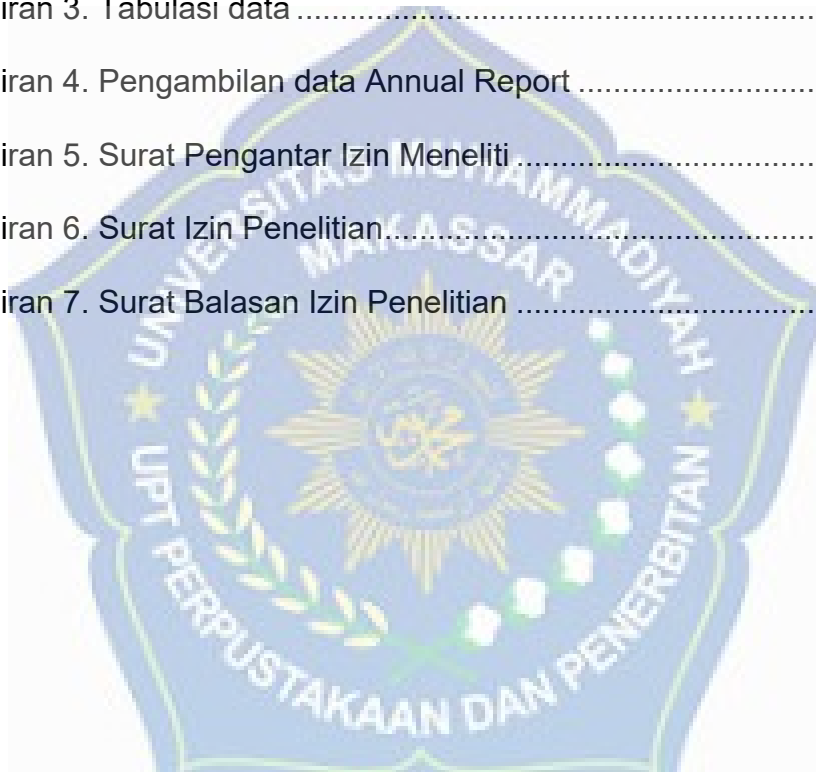 iran 3. Tabulasi data ................................................................
iran 4. Pengambilan data Annual Report ...........................
iran 5. Surat Pengantar Izin Meneliti ..................................
iran 6. Surat Izin Penelitian.................................................
iran 7. Surat Balasan Izin Penelitian ..................................
UNIVERSITAS MUHAMMADIYAH
MAKASSAR
UPT PERPUSTAKAAN DAN PENERBITAN